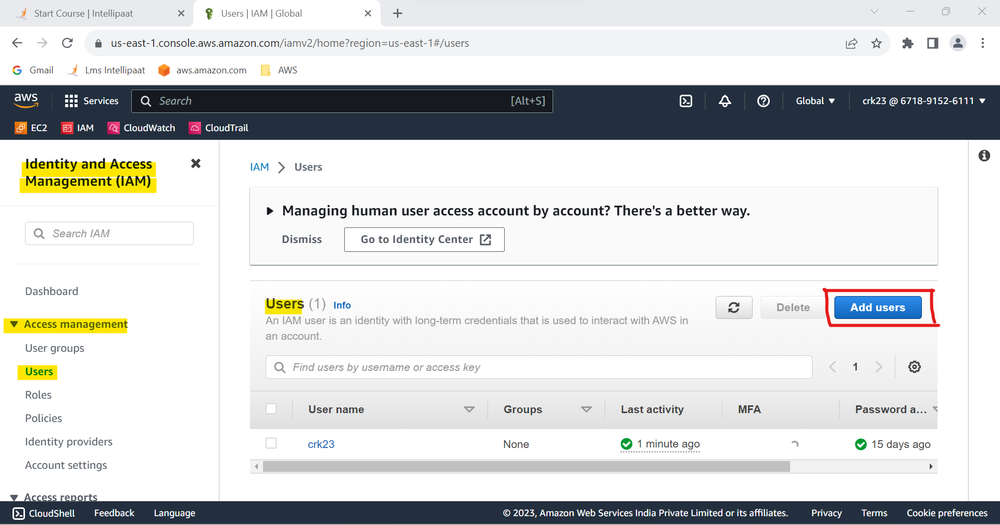 Start Course | Intellipaat
Users | IAM | Global
us-east-1.console.aws.amazon.com/iamv2/home?region=us-east-1#/users
Gmail
Lms Intellipaat
aws.amazon.com
AWS
aws
Services
Search
[Alt+S]
Global
crk23 @ 6718-9152-6111
EC2
IAM
CloudWatch
CloudTrail
Identity and Access
Management (IAM)
Search IAM
Dashboard
Access management
User groups
Users
Roles
Policies
Identity providers
Account settings
Access reports
IAM
Users
Managing human user access account by account? There's a better way.
Dismiss
Go to Identity Center
Users (1) Info
An IAM user is an identity with long-term credentials that is used to interact with AWS in
an account.
Delete
Add users
Find users by username or access key
1
User name
Groups
Last activity
MFA
Password a...
crk23
None
1 minute ago
15 days ago
CloudShell
Feedback
Language
© 2023, Amazon Web Services India Private Limited or its affiliates.
Privacy
Terms
Cookie preferences